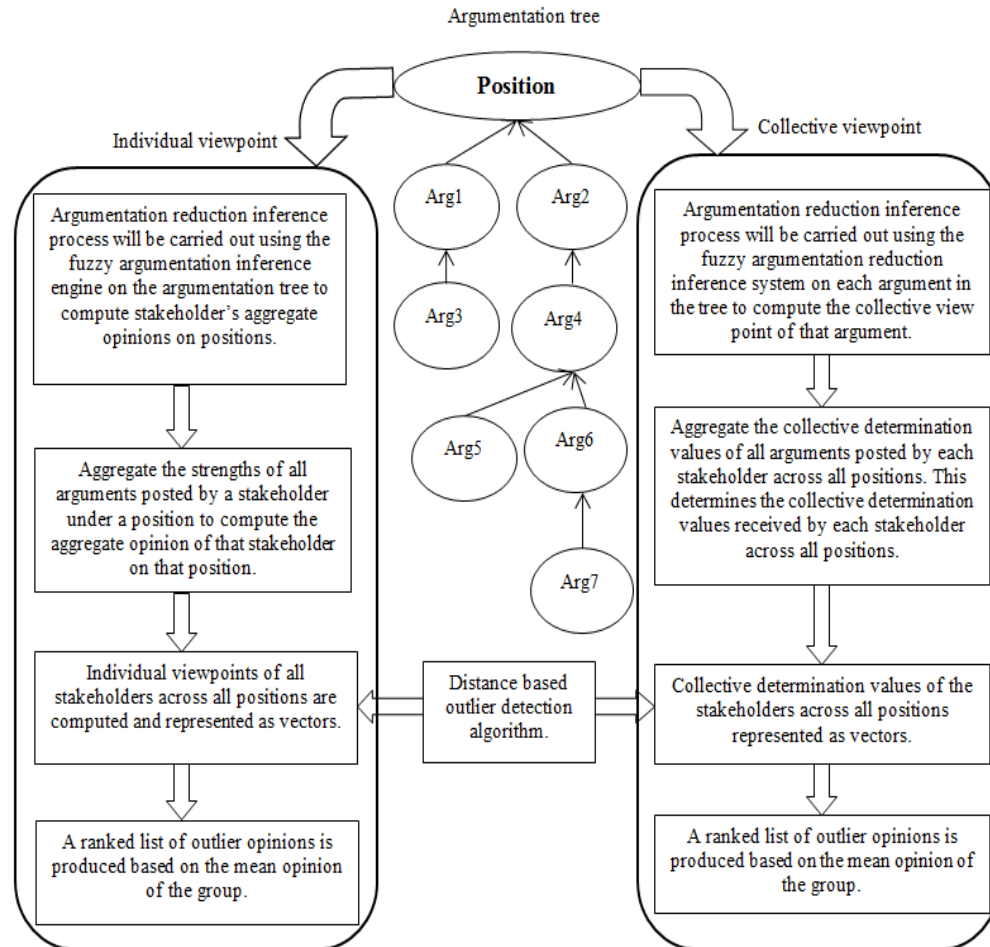 Argumentation tree
Position
Individual viewpoint
Collective viewpoint
Argumentation reduction inference
process will be carried out using the
fuzzy argumentation inference
engine on the argumentation tree to
compute stakeholder’s aggregate
opinions on positions.
Aggregate the strengths of all
arguments posted by a stakeholder
under a position to compute the
aggregate opinion of that stakeholder
on that position.
Individual viewpoints of all
stakeholders across all positions are
computed and represented as vectors.
A ranked list of outlier opinions is
produced based on the mean opinion
of the group.
Arg1
Arg2
Arg3
Arg4
Arg5
Arg6
Arg7
Distance based
outlier detection
algorithm.
Argumentation reduction inference
process will be carried out using the
fuzzy argumentation reduction
inference system on each argument in
the tree to compute the collective view
point of that argument.
Aggregate the collective determination
values of all arguments posted by each
stakeholder across all positions. This
determines the collective determination
values received by each stakeholder
across all positions.
Collective determination values of the
stakeholders across all positions
represented as vectors.
A ranked list of outlier opinions is
produced based on the mean opinion of
the group.